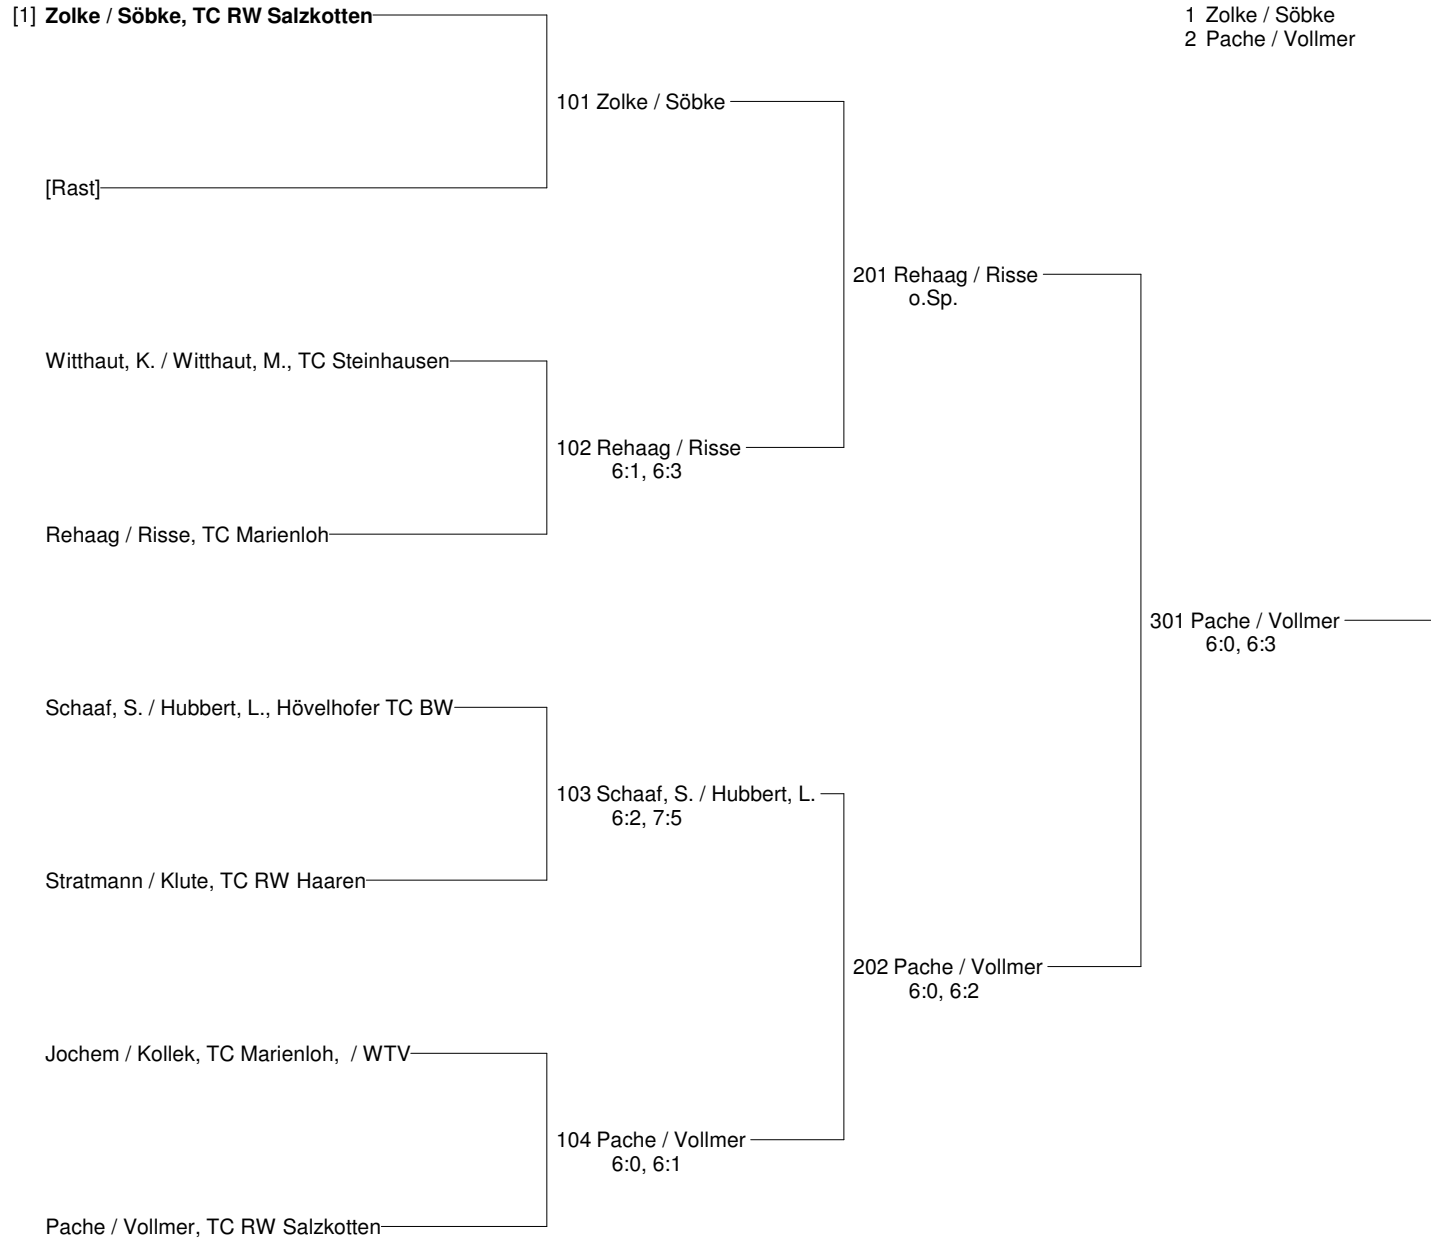 [1] Zolke / Söbke, TC RW Salzkotten
1 Zolke / Söbke
2 Pache / Vollmer
101 Zolke / Söbke
[Rast]
201 Rehaag / Risse
o.Sp.
Witthaut, K. / Witthaut, M., TC Steinhausen
102 Rehaag / Risse
6:1, 6:3
Rehaag / Risse, TC Marienloh
301 Pache / Vollmer
6:0, 6:3
Schaaf, S. / Hubbert, L., Hövelhofer TC BW
103 Schaaf, S. / Hubbert, L.
6:2, 7:5
Stratmann / Klute, TC RW Haaren
202 Pache / Vollmer
6:0, 6:2
Jochem / Kollek, TC Marienloh,  / WTV
104 Pache / Vollmer
6:0, 6:1
Pache / Vollmer, TC RW Salzkotten